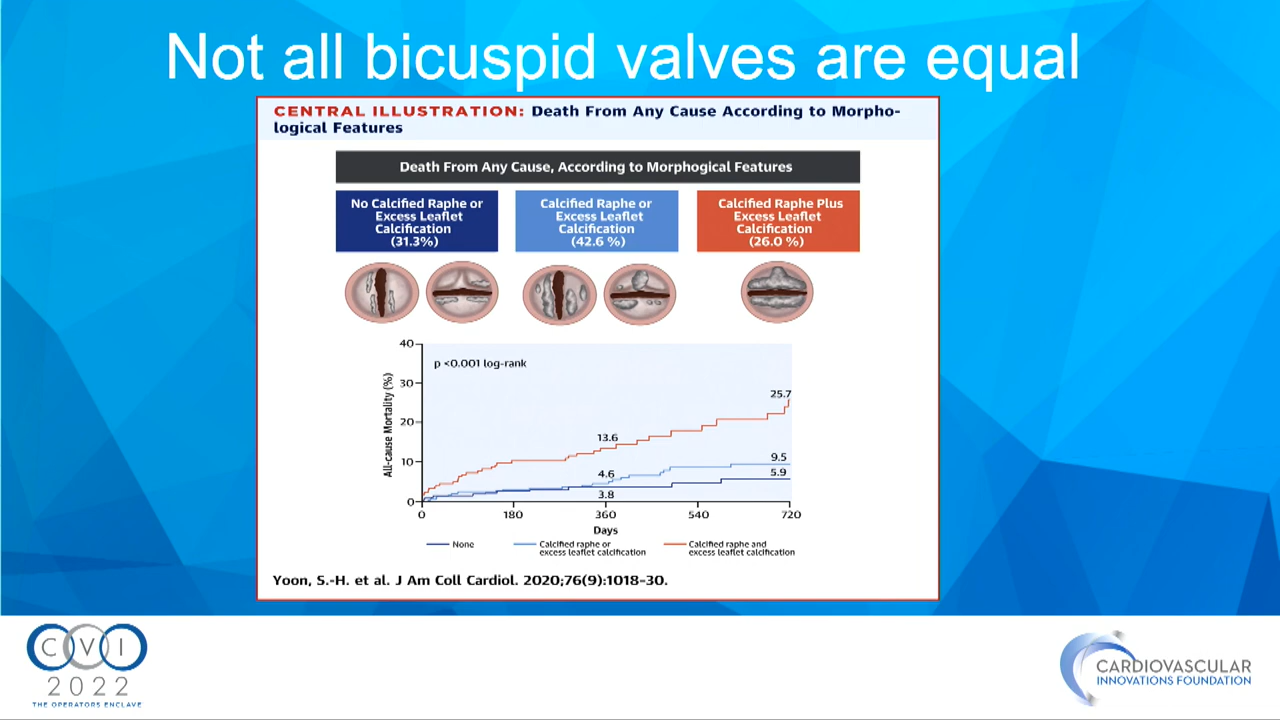 Not all bicuspid valves are equal
CENTRAL ILLUSTRATION: Death From Any Cause According to Morpho-
logical Features
Death From Any Cause, According to Morphogical Features
No Calcified Raphe or
Excess Leaflet
Calcification
(31.3%)
Calcified Raphe or
Excess Leaflet
Calcification
(42.6 %)
Calcified Raphe Plus
Excess Leaflet
Calcification
(26.0 %)
All-cause Mortality (%)
40
30
20
10
0
p <0.001 log-rank
25.7
13.6
9.5
4.6
5.9
3.8
0
180
360
540
720
Days
None
Calcified raphe or
excess leaflet calcification
Calcified raphe and
excess leaflet calcification
Yoon, S.-H. et al. J Am Coll Cardiol. 2020;76(9):1018-30.
C V I
2022
THE OPERATORS ENCLAVE
CARDIOVASCULAR
INNOVATIONS FOUNDATION